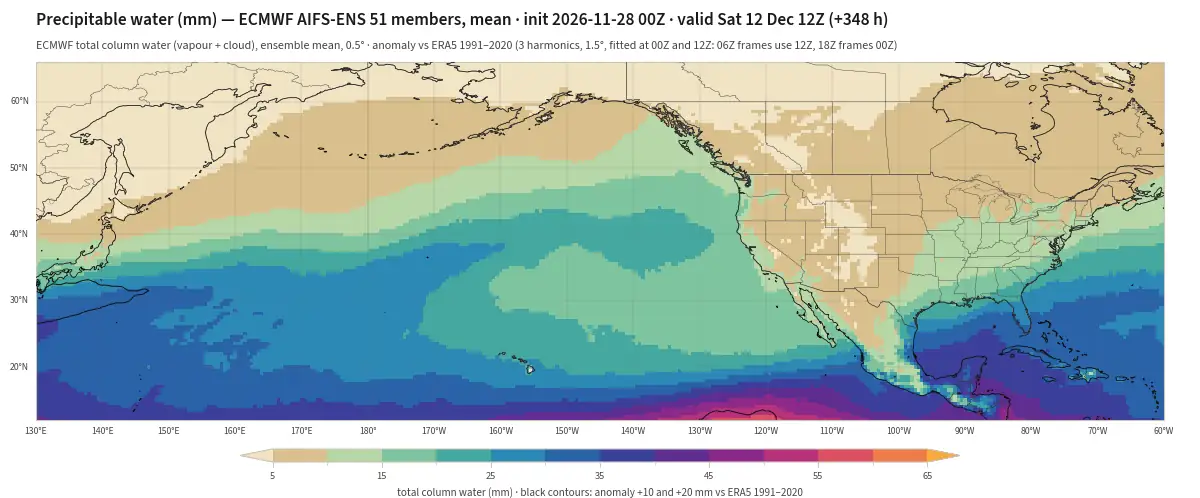 Precipitable water (mm) — ECMWF AIFS-ENS 51 members, mean · init 2026-11-28 00Z · valid Sat 12 Dec 12Z (+348 h)
ECMWF total column water (vapour + cloud), ensemble mean, 0.5° · anomaly vs ERA5 1991–2020 (3 harmonics, 1.5°, fitted at 00Z and 12Z: 06Z frames use 12Z, 18Z frames 00Z)
60°N
50°N
40°N
30°N
20°N
130°E 140°E 150°E 160°E 170°E 180° 170°W 160°W 150°W 140°W 130°W 120°W 110°W 100°W 90°W 80°W 70°W 60°W
5 15 25 35 45 55 65
total column water (mm) · black contours: anomaly +10 and +20 mm vs ERA5 1991–2020